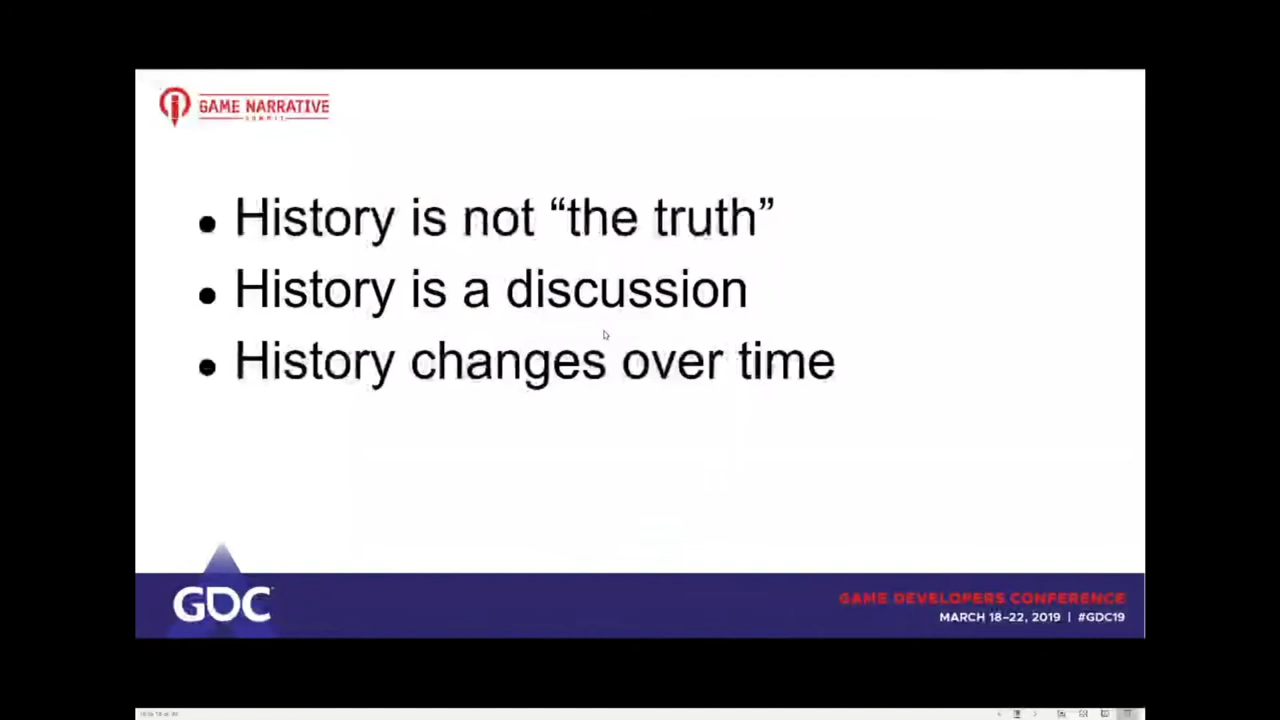 GAME NARRATIVE
SUMMIT
• History is not “the truth”
• History is a discussion
• History changes over time
GDC
GAME DEVELOPERS CONFERENCE
MARCH 18–22, 2019 | #GDC19